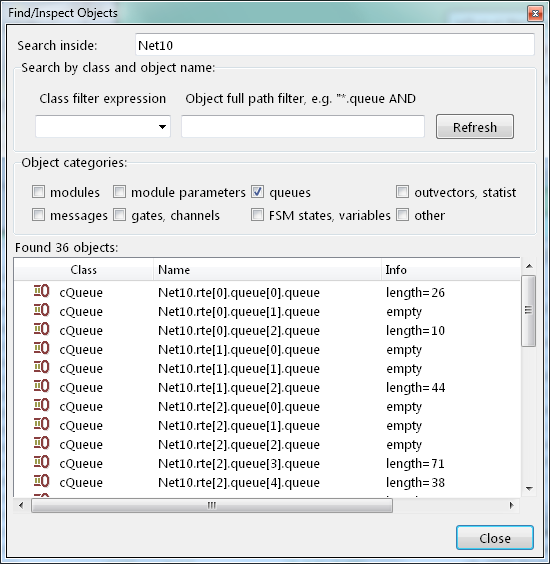 Find/Inspect Objects
Search inside: Net10
Search by class and object name:
Class filter expression Object full path filter, e.g. "*.queue AND
Refresh
Object categories:
modules module parameters queues outvectors, statist
messages gates, channels FSM states, variables other
Found 36 objects:
Class Name Info
cQueue Net10.rte[0].queue[0].queue length=26
cQueue Net10.rte[0].queue[1].queue empty
cQueue Net10.rte[0].queue[2].queue length=10
cQueue Net10.rte[1].queue[0].queue empty
cQueue Net10.rte[1].queue[1].queue empty
cQueue Net10.rte[1].queue[2].queue length=44
cQueue Net10.rte[2].queue[0].queue empty
cQueue Net10.rte[2].queue[1].queue empty
cQueue Net10.rte[2].queue[2].queue empty
cQueue Net10.rte[2].queue[3].queue length=71
cQueue Net10.rte[2].queue[4].queue length=38
Close